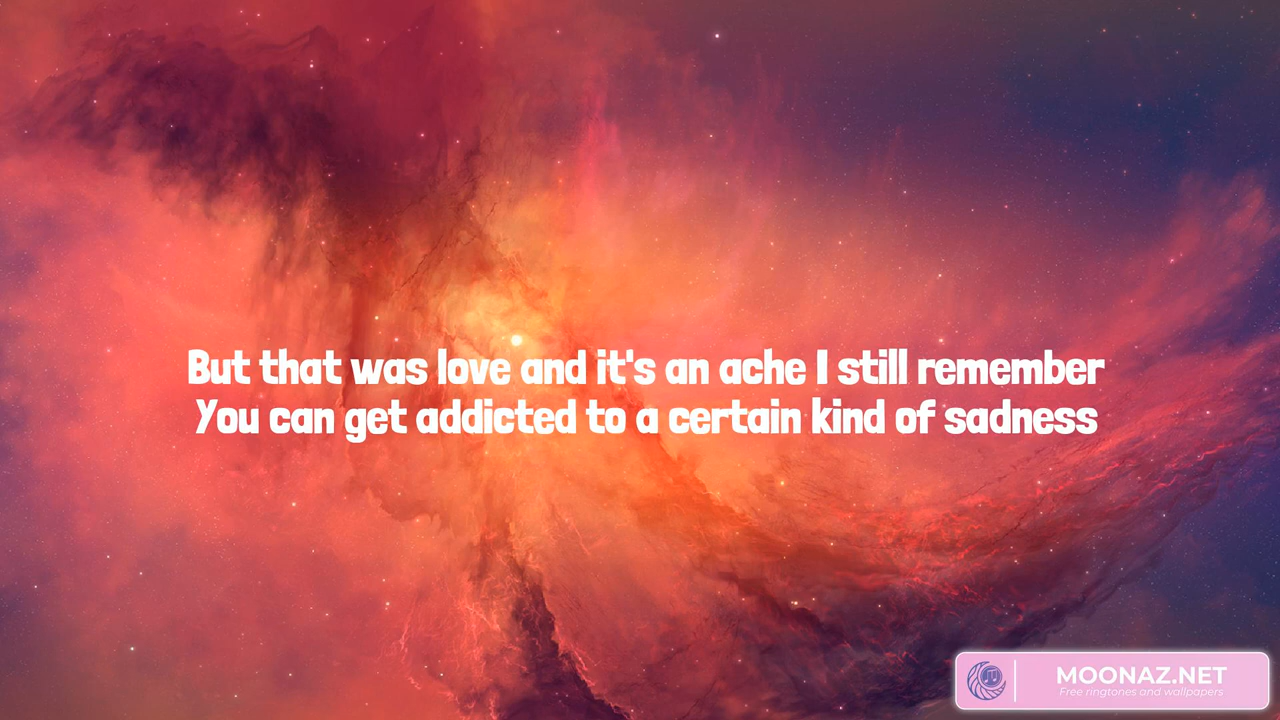 But that was love and it's an ache I still remember
You can get addicted to a certain kind of sadness
MOONAZ.NET
Free ringtones and wallpapers